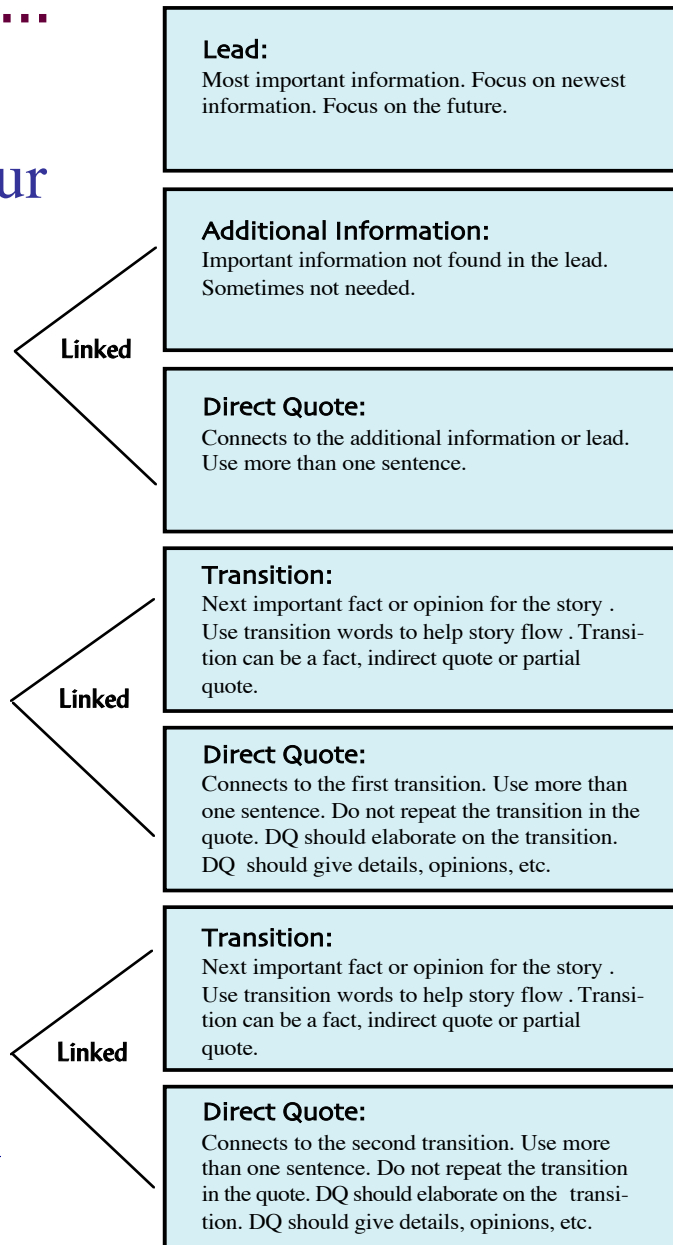 ...
ur
Lead:
Most important information. Focus on newest
information. Focus on the future.
Additional Information:
Important information not found in the lead.
Sometimes not needed.
Linked
Direct Quote:
Connects to the additional information or lead.
Use more than one sentence.
Transition:
Next important fact or opinion for the story .
Use transition words to help story flow . Transi-
tion can be a fact, indirect quote or partial
quote.
Linked
Direct Quote:
Connects to the first transition. Use more than
one sentence. Do not repeat the transition in the
quote. DQ should elaborate on the transition.
DQ should give details, opinions, etc.
Transition:
Next important fact or opinion for the story .
Use transition words to help story flow . Transi-
tion can be a fact, indirect quote or partial
quote.
Linked
Direct Quote:
Connects to the second transition. Use more
than one sentence. Do not repeat the transition
in the quote. DQ should elaborate on the transi-
tion. DQ should give details, opinions, etc.